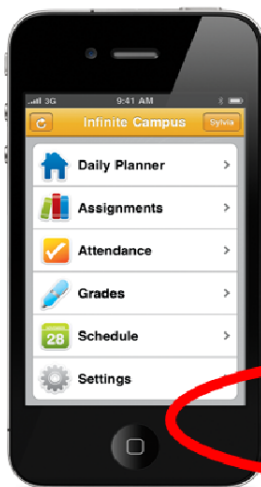 3G 9:41 AM
Infinite Campus Sylvia
Daily Planner
Assignments
Attendance
Grades
28 Schedule
Settings